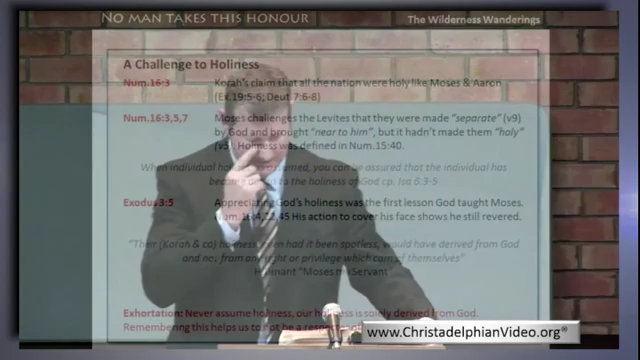 No man takes this honour
The Wilderness Wanderings
A Challenge to Holiness
Num.16:3 Korah's claim that all the nation were holy like Moses & Aaron
(Ex.19:5-6; Deut.7:6-8)
Num.16:3,5,7 Moses challenges the Levites that they were made "separate" (v9)
by God and brought "near to him", but it hadn't made them "holy"
Holiness was defined in Num.15:40.
When individual you can be assured that the individual has
to the holiness of God cp. Isa 6:3-5
Exodus 3:5 Appreciating God's holiness was the first lesson God taught Moses.
45 His action to cover his face shows he still revered.
"Their (Korah & co) had it been spotless, would have derived from God
and not from any right or privilege which of themselves"
"Moses Servant"
Exhortation: Never assume holiness, our holiness is solely derived from God.
Remembering this helps us to not be a
www.ChristadelphianVideo.org®